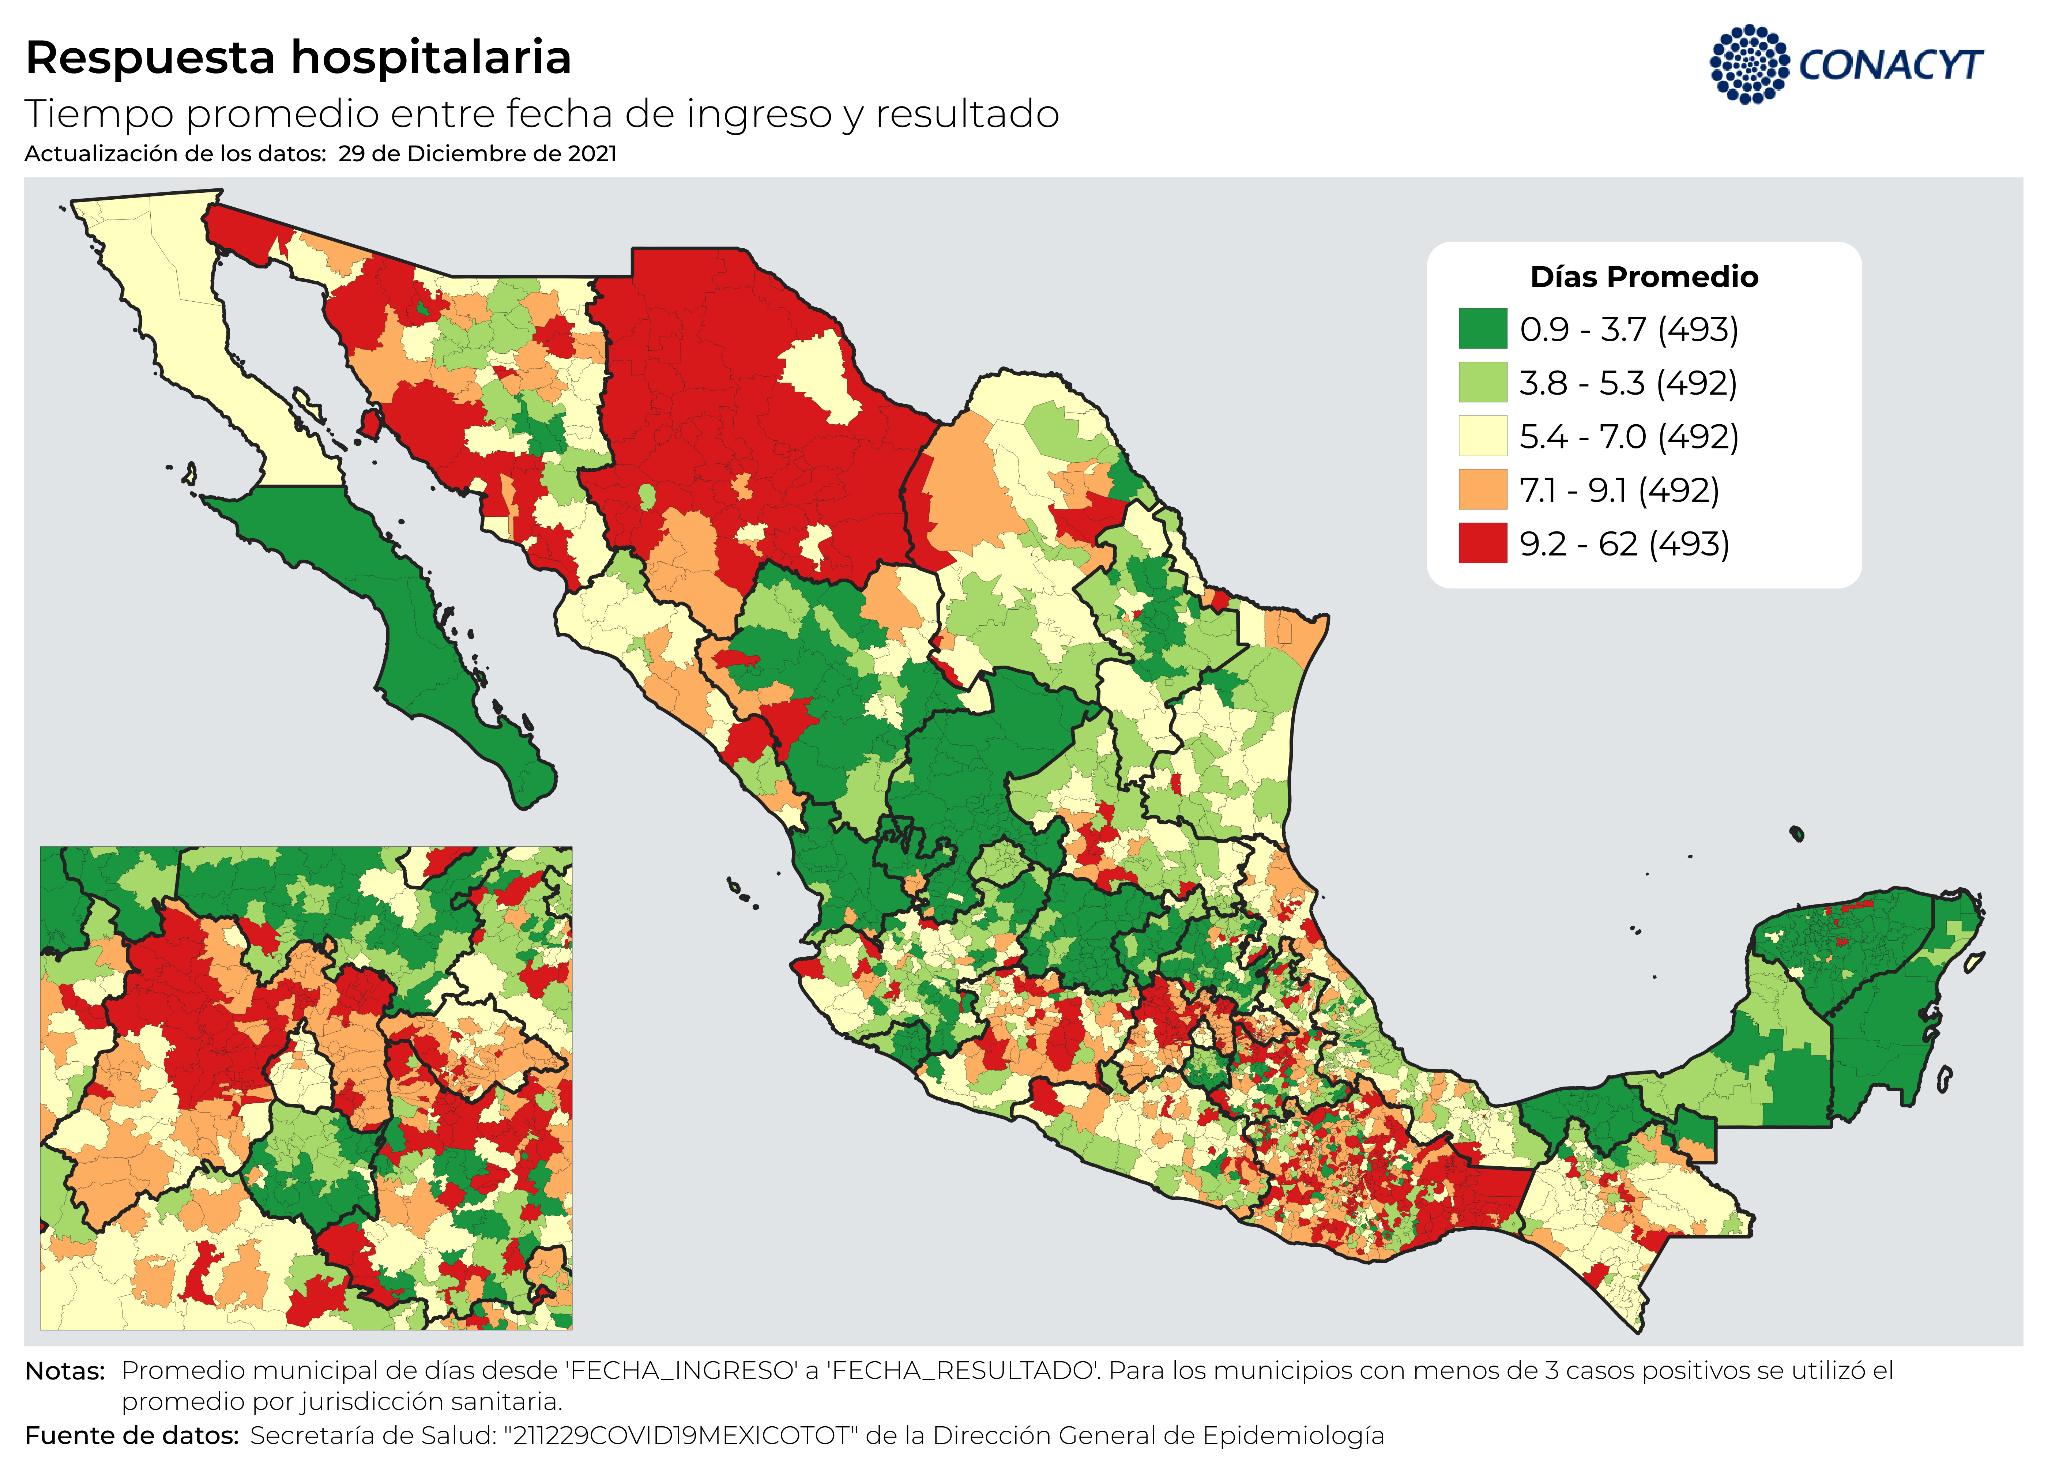 Respuesta hospitalaria
Tiempo promedio entre fecha de ingreso y resultado
Actualización de los datos: 29 de Diciembre de 2021
CONACYT
Días Promedio
0.9 - 3.7 (493)
3.8 - 5.3 (492)
5.4 - 7.0 (492)
7.1 - 9.1 (492)
9.2 - 62 (493)
Notas: Promedio municipal de días desde 'FECHA_INGRESO' a 'FECHA_RESULTADO'. Para los municipios con menos de 3 casos positivos se utilizó el
promedio por jurisdicción sanitaria.
Fuente de datos: Secretaría de Salud: "211229COVID19MEXICOTOT" de la Dirección General de Epidemiología